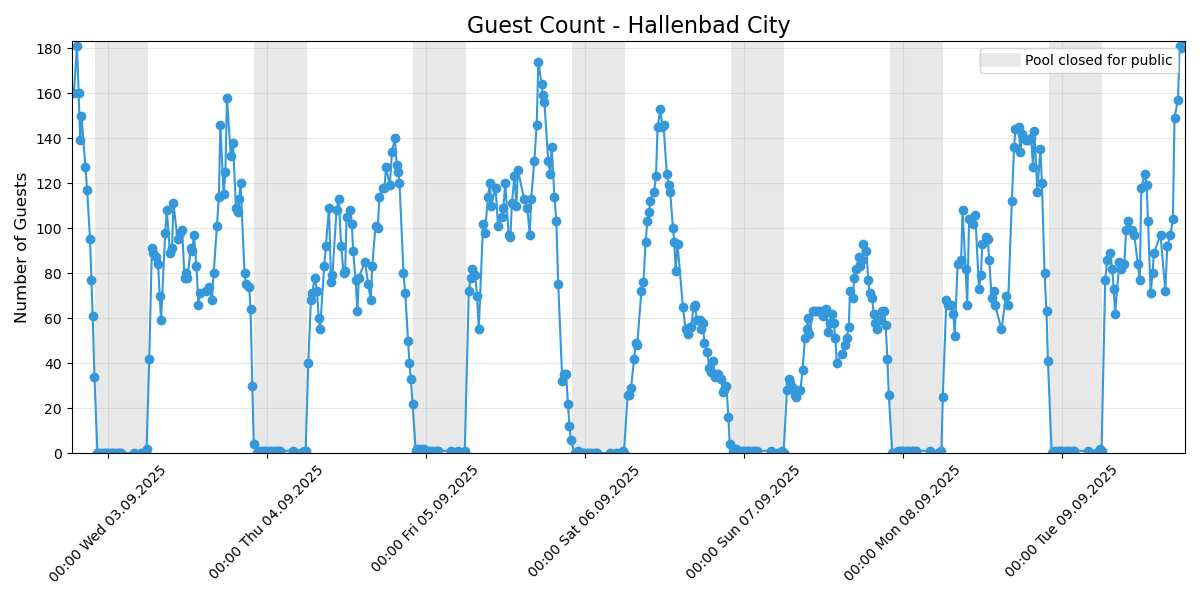 Guest Count - Hallenbad City
Pool closed for public
Number of Guests
180
160
140
120
100
80
60
40
20
0
00:00 Wed 03.09.2025
00:00 Thu 04.09.2025
00:00 Fri 05.09.2025
00:00 Sat 06.09.2025
00:00 Sun 07.09.2025
00:00 Mon 08.09.2025
00:00 Tue 09.09.2025